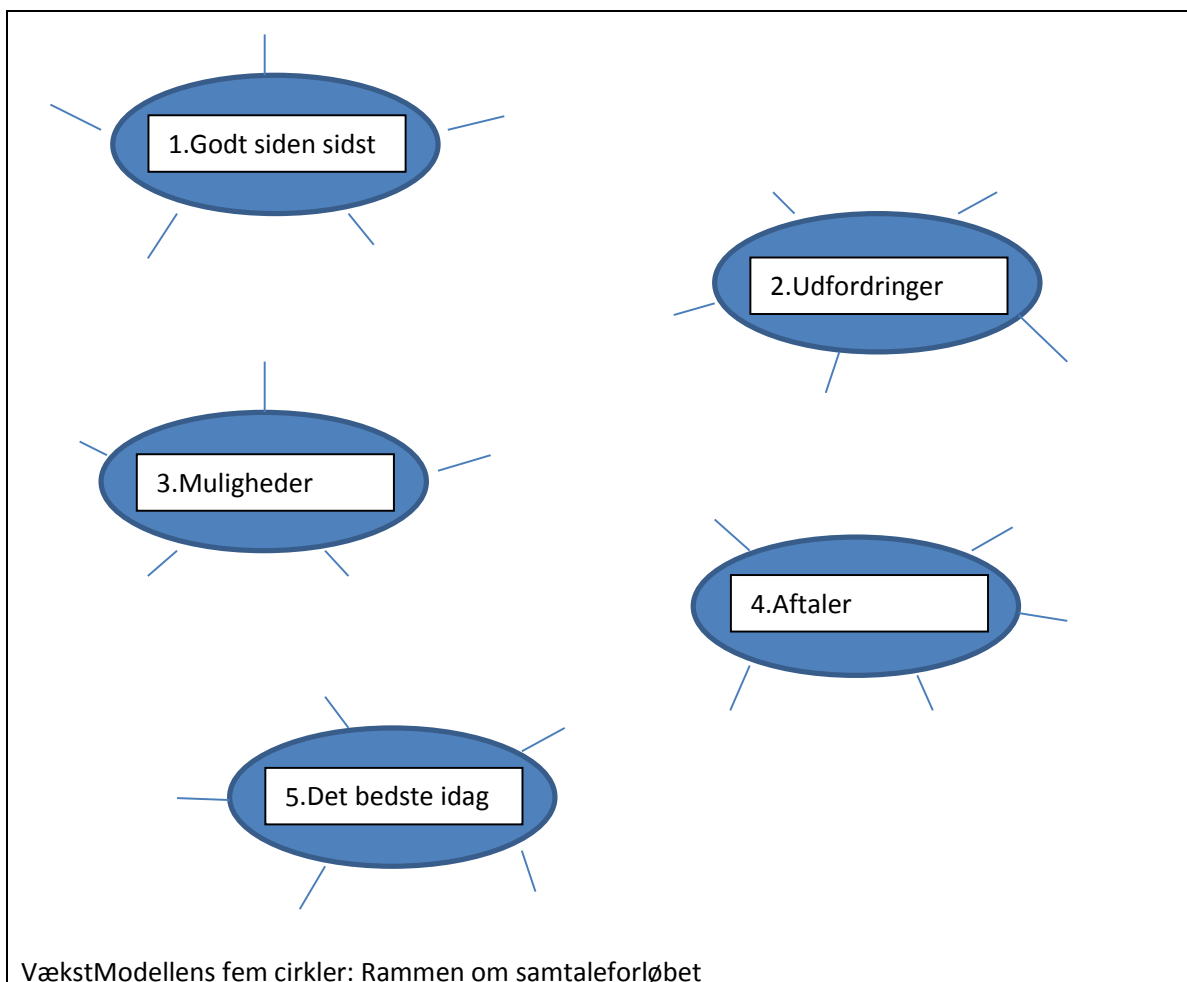 1.Godt siden sidst
2.Udfordringer
3.Muligheder
4.Aftaler
5.Det bedste idag
VækstModellens fem cirkler: Rammen om samtaleforløbet